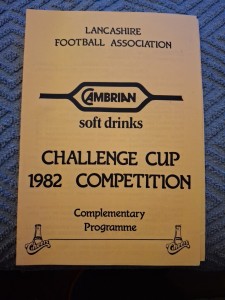 LANCASHIRE
FOOTBALL ASSOCIATION
CAMBRIAN
soft drinks
CHALLENGE CUP
1982 COMPETITION
Complementary
Programme